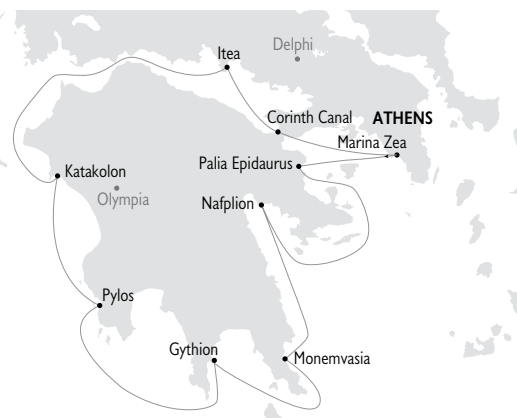 Delphi
Itea
Corinth Canal
ATHENS
Marina Zea
Palia Epidaurus
Katakolon
Olympia
Nafplion
Pylos
Gythion
Monemvasia